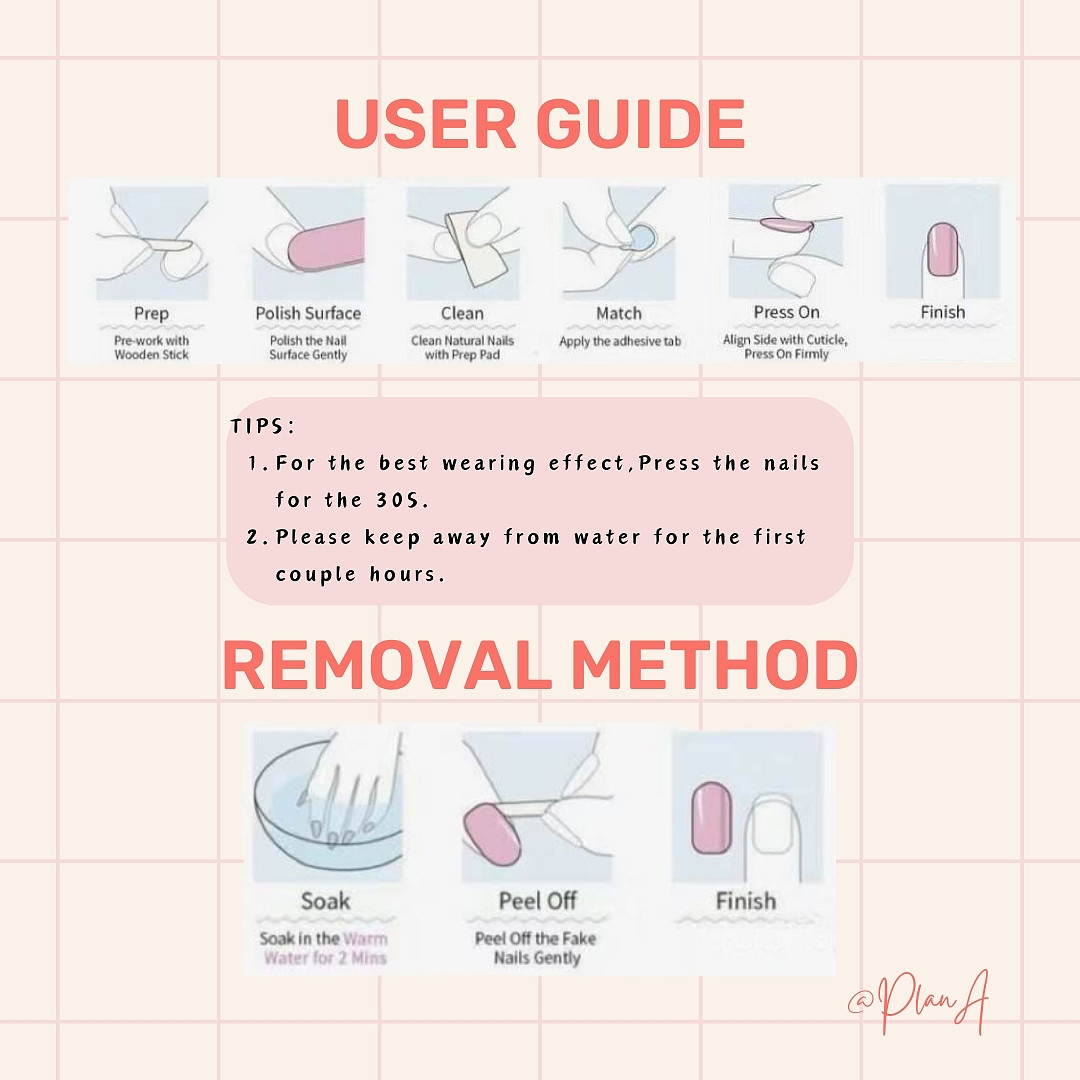 USER GUIDE
Prep
Pre-work with
Wooden Stick
Polish Surface
Polish the Nail
Surface Gently
Clean
Clean Natural Nails
with Prep Pad
Match
Apply the adhesive tab
Press On
Align Side with Cuticle,
Press On Firmly
Finish
TIPS:
1. For the best wearing effect,Press the nails
for the 30S.
2. Please keep away from water for the first
couple hours.
REMOVAL METHOD
Soak
Soak in the Warm
Water for 2 Mins
Peel Off
Peel Off the Fake
Nails Gently
Finish
@Plan A